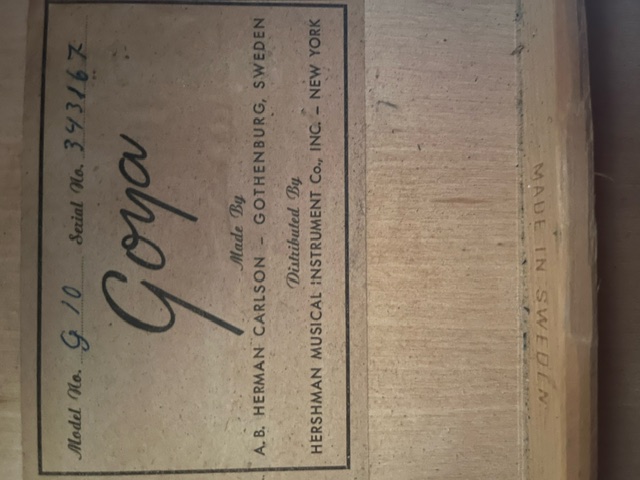 Model No. G 10 Serial No. 343167
Goya
Made By
A.B. HERMAN CARLSON – GOTHENBURG, SWEDEN
Distributed By
HERSHMAN MUSICAL INSTRUMENT Co., INC. – NEW YORK
MADE IN SWEDEN